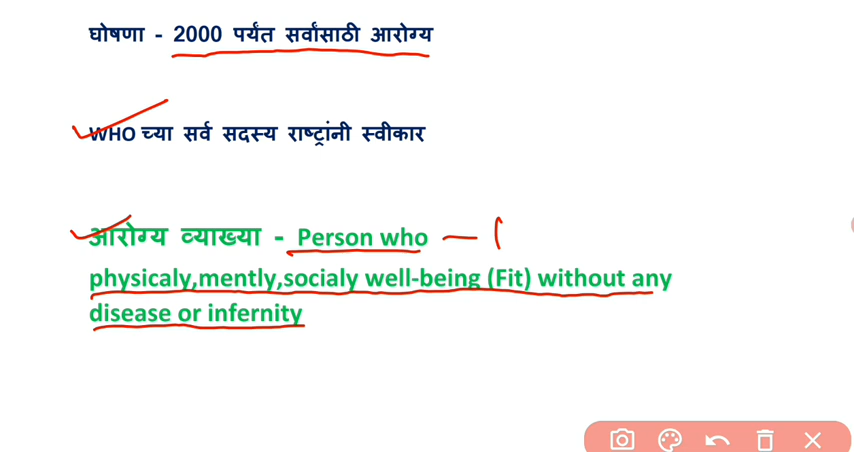 घोषणा - 2000 पर्यंत सर्वांसाठी आरोग्य
WHO च्या सर्व सदस्य राष्ट्रांनी स्वीकार
आरोग्य व्याख्या - Person who
physicaly,mently,socialy well-being (Fit) without any
disease or infernity